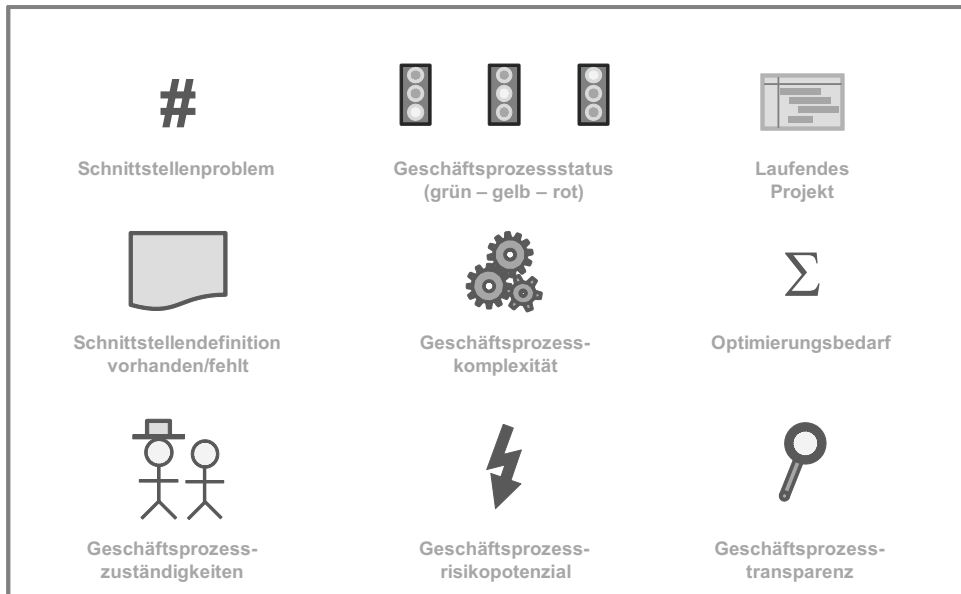 #
Schnittstellenproblem
Geschäftsprozessstatus
(grün – gelb – rot)
Laufendes
Projekt
Schnittstellendefinition
vorhanden/fehlt
Geschäftsprozess-
komplexität
Σ
Optimierungsbedarf
Geschäftsprozess-
zuständigkeiten
Geschäftsprozess-
risikopotenzial
Geschäftsprozess-
transparenz